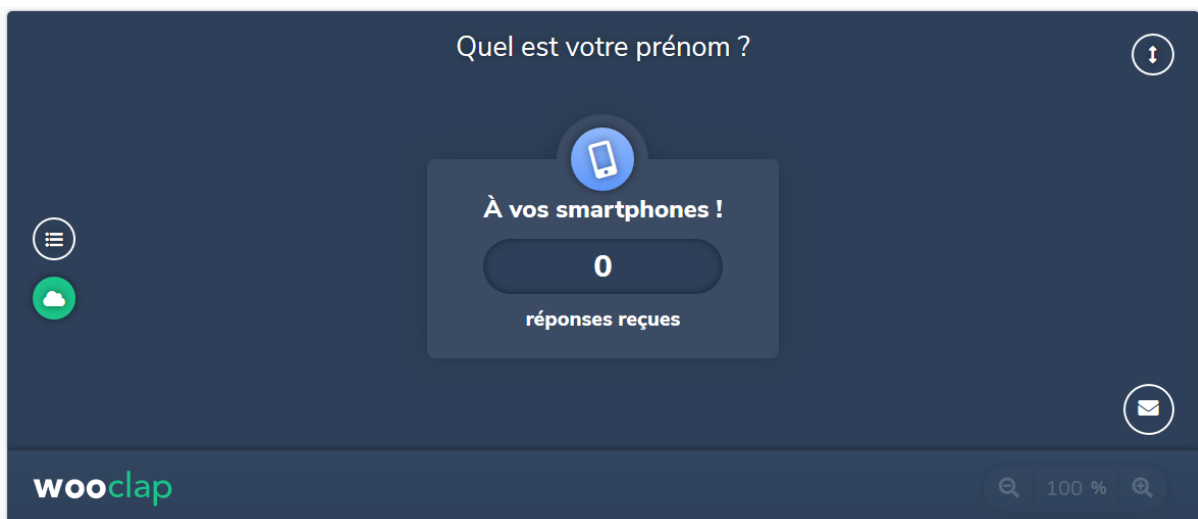 Quel est votre prénom ?
À vos smartphones !
0
réponses reçues
wooclap
100 %